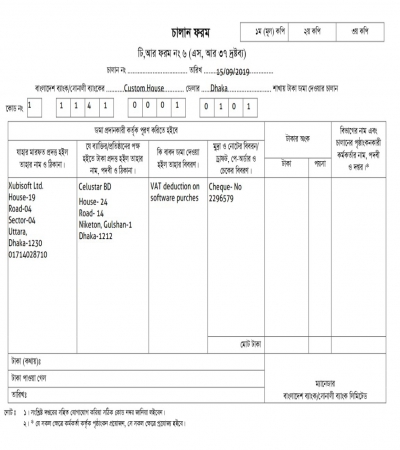 চালান ফরম
১ম (মূল) কপি ২য় কপি ৩য় কপি
টি,আর ফরম নং ৬ (এস, আর ৩৭ দ্রষ্টব্য)
চালান নং ........ তারিখ ....15/09/2019....
বাংলাদেশ ব্যাংক/সোনালী ব্যাংকের ....Custom House.... জেলার ..Dhaka.. শাখায় টাকা জমা দেওয়ার চালান
কোড নং 1 1 1 4 1 0 0 0 1 0 1 0 1
জমা প্রদানকারী কর্তৃক পূরণ করিতে হইবে
টাকার অংক
বিভাগের নাম এবং চালানের পৃষ্ঠাংকনকারী কর্মকর্তার নাম, পদবী ও দপ্তর।*
যাহার মারফত প্রদত্ত হইল তাহার নাম ও ঠিকানা।
যে ব্যক্তির/প্রতিষ্ঠানের পক্ষ হইতে টাকা প্রদত্ত হইল তাহার নাম, পদবী ও ঠিকানা।
কি বাবদ জমা দেওয়া হইল তাহার বিবরণ।
মুদ্রা ও নোটের বিবরণ/ড্রাফট, পে-অর্ডার ও চেকের বিবরণ।
টাকা পয়সা
Xubisoft Ltd.
House-19
Road-04
Sector-04
Uttara,
Dhaka-1230
01714028710
Celustar BD
House- 24
Road- 14
Niketon, Gulshan-1
Dhaka-1212
VAT deduction on
software purches
Cheque- No
2296579
মোট টাকা
টাকা (কথায়)ঃ
টাকা পাওয়া গেল
তারিখঃ
ম্যানেজার
বাংলাদেশ ব্যাংক/সোনালী ব্যাংক লিমিটেড
নোট ঃ ১। সংশ্লিষ্ট দপ্তরের সহিত যোগাযোগ করিয়া সঠিক কোড নম্বর জানিয়া লইবেন।
২। * যে সকল ক্ষেত্রে কর্মকর্তা কর্তৃক পৃষ্ঠাংকন প্রয়োজন, সে সকল ক্ষেত্রে প্রযোজ্য হইবে।